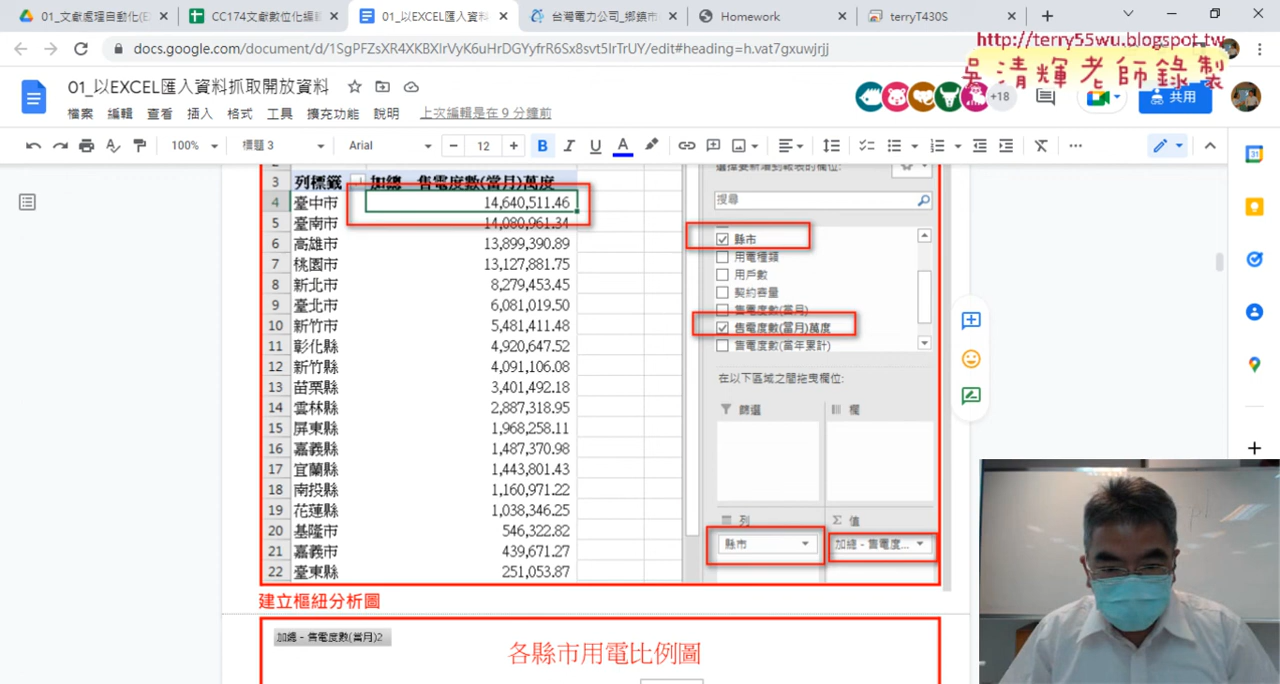 01_文獻處理自動化(E
CC174文獻數位化編輯
01_以EXCEL匯入資料
台灣電力公司_鄉鎮市
Homework
terryT430S
docs.google.com/document/d/1SgPFZsXR4XKBXIrVyK6uHrDGYyfrR6Sx8svt5IrTrUY/edit#heading=h.vat7gxuwjrjj
http://terry55wu.blogspot.tw
吳清輝老師錄製
01_以EXCEL匯入資料抓取開放資料
+18
共用
檔案 編輯 查看 插入 格式 工具 擴充功能 說明 上次編輯是在 9 分鐘前
100% 標題 3 Arial 12 B I U A
3 列標籤 加總 - 售電度數(當月)萬度
4 臺中市 14,640,511.46
5 臺南市 14,080,961.34
6 高雄市 13,899,390.89
7 桃園市 13,127,881.75
8 新北市 8,279,453.45
9 臺北市 6,081,019.50
10 新竹市 5,481,411.48
11 彰化縣 4,920,647.52
12 新竹縣 4,091,106.08
13 苗栗縣 3,401,492.18
14 雲林縣 2,887,318.95
15 屏東縣 1,968,258.11
16 嘉義縣 1,487,370.98
17 宜蘭縣 1,443,801.43
18 南投縣 1,160,971.22
19 花蓮縣 1,038,346.25
20 基隆市 546,322.82
21 嘉義市 439,671.27
22 臺東縣 251,053.87
選擇要新增到報表的欄位:
搜尋
縣市
用電種類
用戶數
契約容量
售電度數(當月)
售電度數(當月)萬度
售電度數(當年累計)
在以下區域之間拖曳欄位:
篩選 欄
列 Σ 值
縣市 加總 - 售電度...
建立樞紐分析圖
加總 - 售電度數(當月)2
各縣市用電比例圖